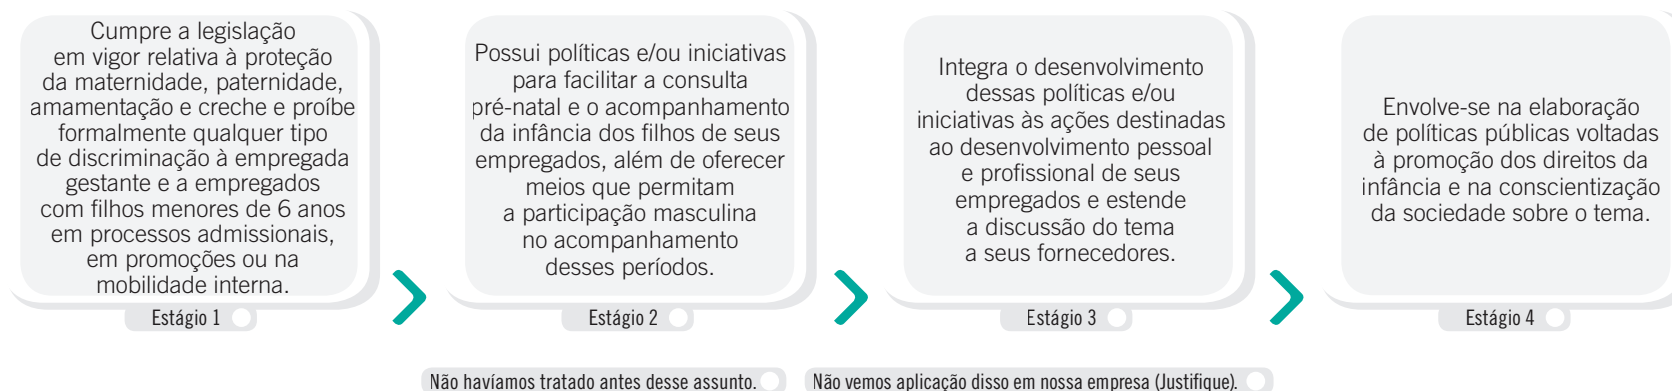 Cumpre a legislação
em vigor relativa à proteção
da maternidade, paternidade,
amamentação e creche e proíbe
formalmente qualquer tipo
de discriminação à empregada
gestante e a empregados
com filhos menores de 6 anos
em processos admissionais,
em promoções ou na
mobilidade interna.
Estágio 1
Possui políticas e/ou iniciativas
para facilitar a consulta
pré-natal e o acompanhamento
da infância dos filhos de seus
empregados, além de oferecer
meios que permitam
a participação masculina
no acompanhamento
desses períodos.
Estágio 2
Integra o desenvolvimento
dessas políticas e/ou
iniciativas às ações destinadas
ao desenvolvimento pessoal
e profissional de seus
empregados e estende
a discussão do tema
a seus fornecedores.
Estágio 3
Envolve-se na elaboração
de políticas públicas voltadas
à promoção dos direitos da
infância e na conscientização
da sociedade sobre o tema.
Estágio 4
Não havíamos tratado antes desse assunto.
Não vemos aplicação disso em nossa empresa (Justifique).